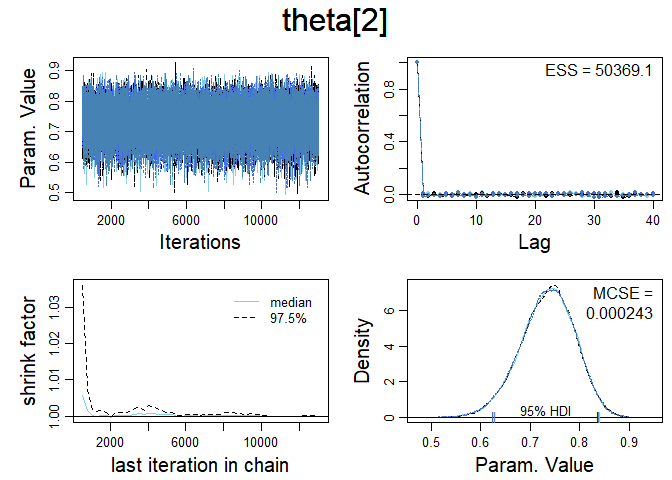 theta[2]
Param. Value
0.5 0.6 0.7 0.8 0.9
2000 6000 10000
Iterations
Autocorrelation
0.0 0.4 0.8
ESS = 50369.1
0 10 20 30 40
Lag
shrink factor
1.00 1.01 1.02 1.03
median
97.5%
2000 6000 10000
last iteration in chain
Density
0 2 4 6
MCSE =
0.000243
95% HDI
0.5 0.6 0.7 0.8 0.9
Param. Value